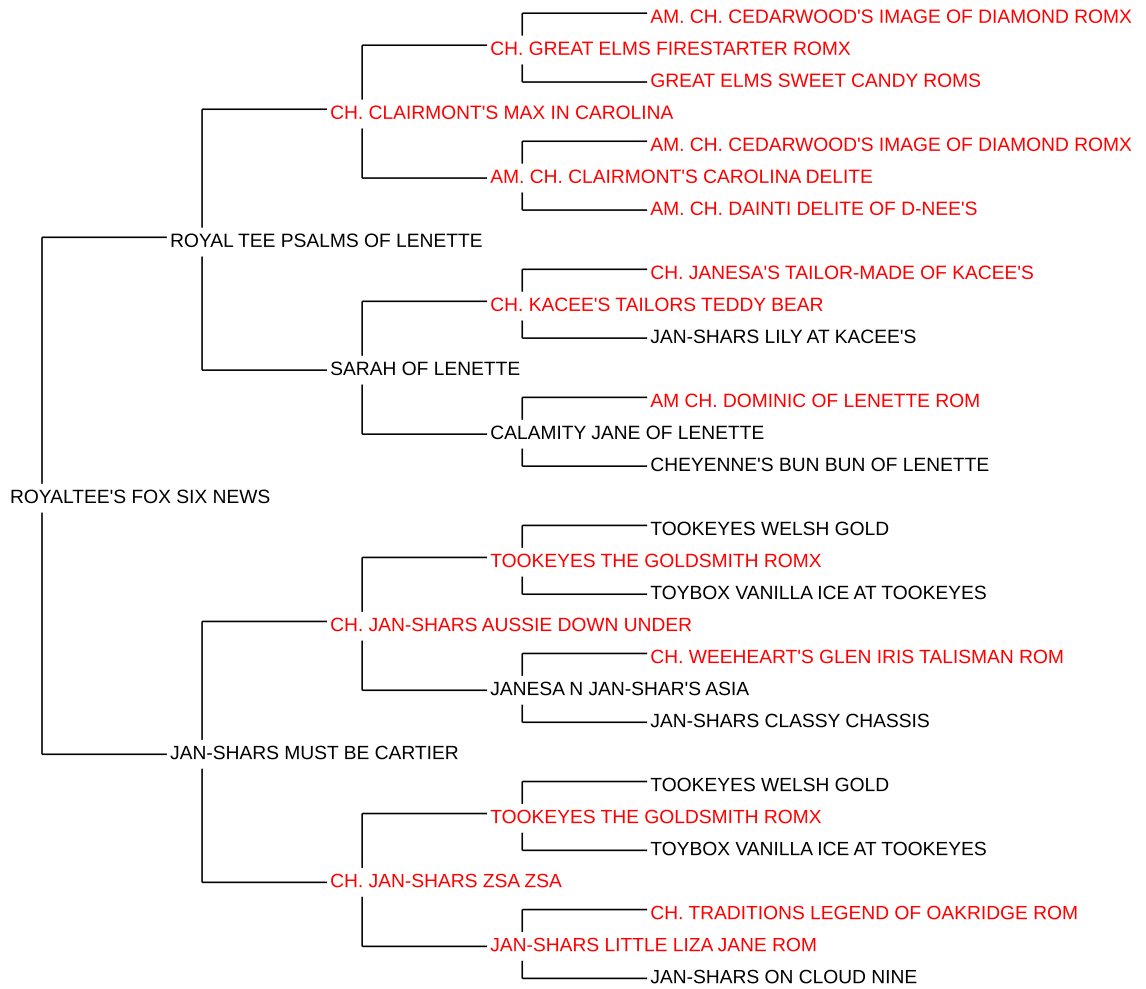 AM. CH. CEDARWOOD'S IMAGE OF DIAMOND ROMX
CH. GREAT ELMS FIRESTARTER ROMX
GREAT ELMS SWEET CANDY ROMS
CH. CLAIRMONT'S MAX IN CAROLINA
AM. CH. CEDARWOOD'S IMAGE OF DIAMOND ROMX
AM. CH. CLAIRMONT'S CAROLINA DELITE
AM. CH. DAINTI DELITE OF D-NEE'S
ROYAL TEE PSALMS OF LENETTE
CH. JANESA'S TAILOR-MADE OF KACEE'S
CH. KACEE'S TAILORS TEDDY BEAR
JAN-SHARS LILY AT KACEE'S
SARAH OF LENETTE
AM CH. DOMINIC OF LENETTE ROM
CALAMITY JANE OF LENETTE
CHEYENNE'S BUN BUN OF LENETTE
ROYALTEE'S FOX SIX NEWS
TOOKEYES WELSH GOLD
TOOKEYES THE GOLDSMITH ROMX
TOYBOX VANILLA ICE AT TOOKEYES
CH. JAN-SHARS AUSSIE DOWN UNDER
CH. WEEHEART'S GLEN IRIS TALISMAN ROM
JANESA N JAN-SHAR'S ASIA
JAN-SHARS CLASSY CHASSIS
JAN-SHARS MUST BE CARTIER
TOOKEYES WELSH GOLD
TOOKEYES THE GOLDSMITH ROMX
TOYBOX VANILLA ICE AT TOOKEYES
CH. JAN-SHARS ZSA ZSA
CH. TRADITIONS LEGEND OF OAKRIDGE ROM
JAN-SHARS LITTLE LIZA JANE ROM
JAN-SHARS ON CLOUD NINE